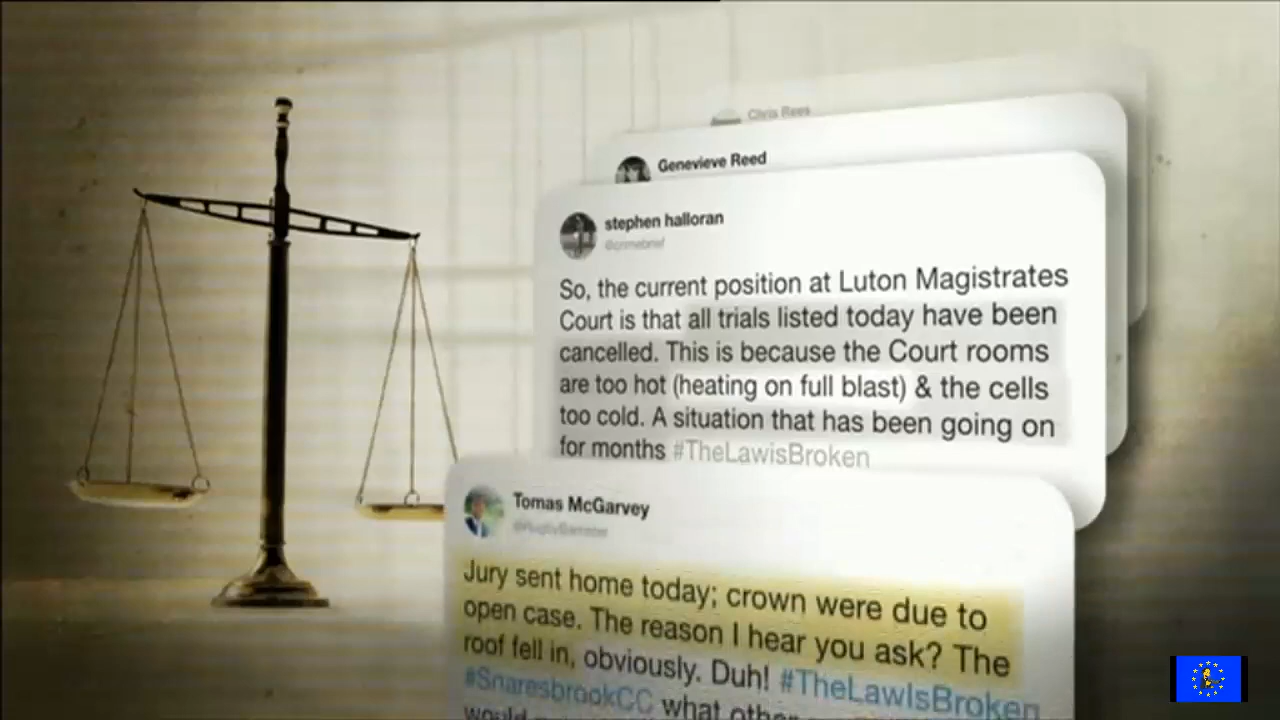 Chris Rees
Genevieve Reed
stephen halloran
@crimebrief
So, the current position at Luton Magistrates
Court is that all trials listed today have been
cancelled. This is because the Court rooms
are too hot (heating on full blast) & the cells
too cold. A situation that has been going on
for months #TheLawisBroken
Tomas McGarvey
Jury sent home today; crown were due to
open case. The reason I hear you ask? The
roof fell in, obviously. Duh! #TheLawIsBroken
#SnaresbrookCC what other
would